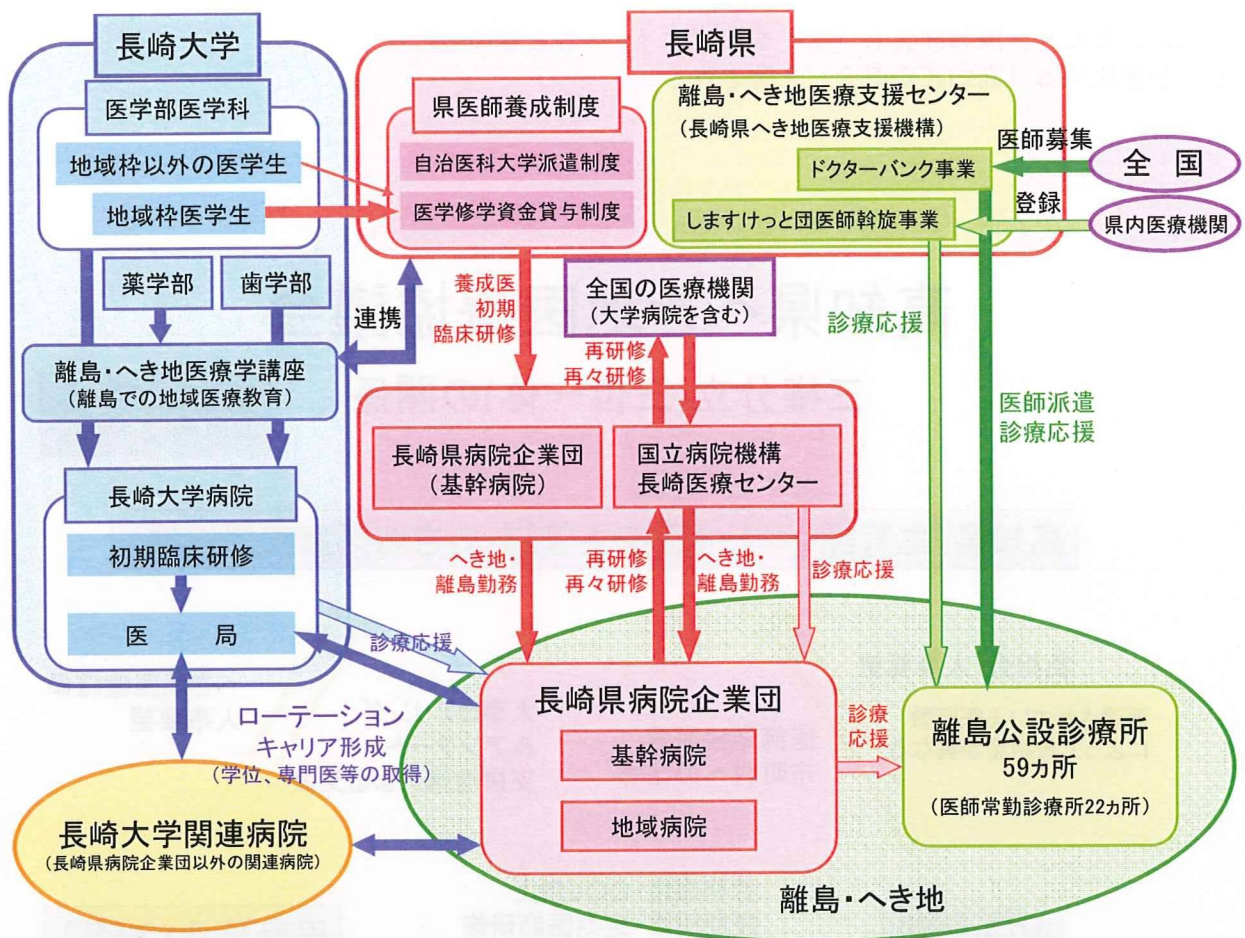 長崎大学
医学部医学科
地域枠以外の医学生
地域枠医学生
薬学部
歯学部
離島・へき地医療学講座
(離島での地域医療教育)
長崎大学病院
初期臨床研修
医 局
長崎県
県医師養成制度
自治医科大学派遣制度
医学修学資金貸与制度
離島・へき地医療支援センター
(長崎県へき地医療支援機構)
ドクターバンク事業
しますけっと団医師斡旋事業
医師募集
全 国
登録
県内医療機関
連携
養成医
初期
臨床研修
全国の医療機関
(大学病院を含む)
再研修
再々研修
診療応援
医師派遣
診療応援
長崎県病院企業団
(基幹病院)
国立病院機構
長崎医療センター
へき地・
離島勤務
再研修
再々研修
へき地・
離島勤務
診療応援
診療応援
ローテーション
キャリア形成
(学位、専門医等の取得)
長崎大学関連病院
(長崎県病院企業団以外の関連病院)
長崎県病院企業団
基幹病院
地域病院
診療
応援
離島公設診療所
59ヵ所
(医師常勤診療所22ヵ所)
離島・へき地